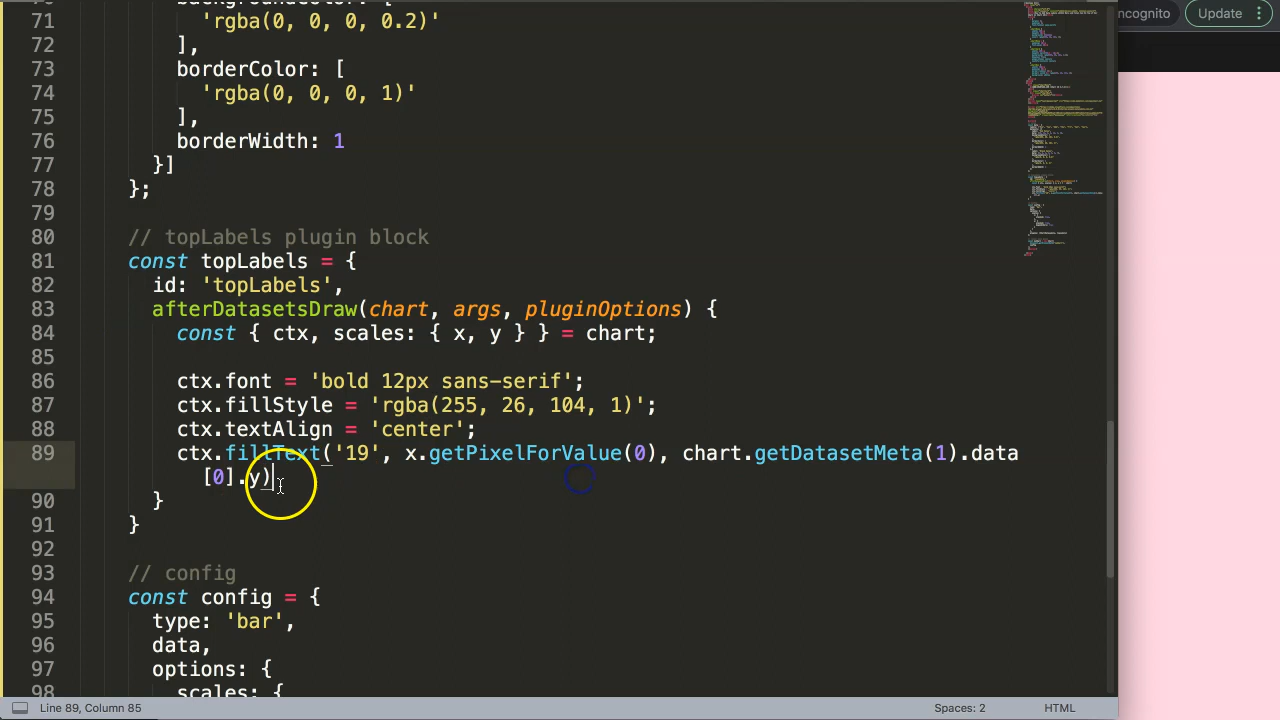 Incognito
Update
71 'rgba(0, 0, 0, 0.2)'
72 ],
73 borderColor: [
74 'rgba(0, 0, 0, 1)'
75 ],
76 borderWidth: 1
77 }]
78 };
79
80 // topLabels plugin block
81 const topLabels = {
82 id: 'topLabels',
83 afterDatasetsDraw(chart, args, pluginOptions) {
84 const { ctx, scales: { x, y } } = chart;
85
86 ctx.font = 'bold 12px sans-serif';
87 ctx.fillStyle = 'rgba(255, 26, 104, 1)';
88 ctx.textAlign = 'center';
89 ctx.fillText('19', x.getPixelForValue(0), chart.getDatasetMeta(1).data
[0].y)
90 }
91 }
92
93 // config
94 const config = {
95 type: 'bar',
96 data,
97 options: {
98 scales: {
Line 89, Column 85
Spaces: 2
HTML